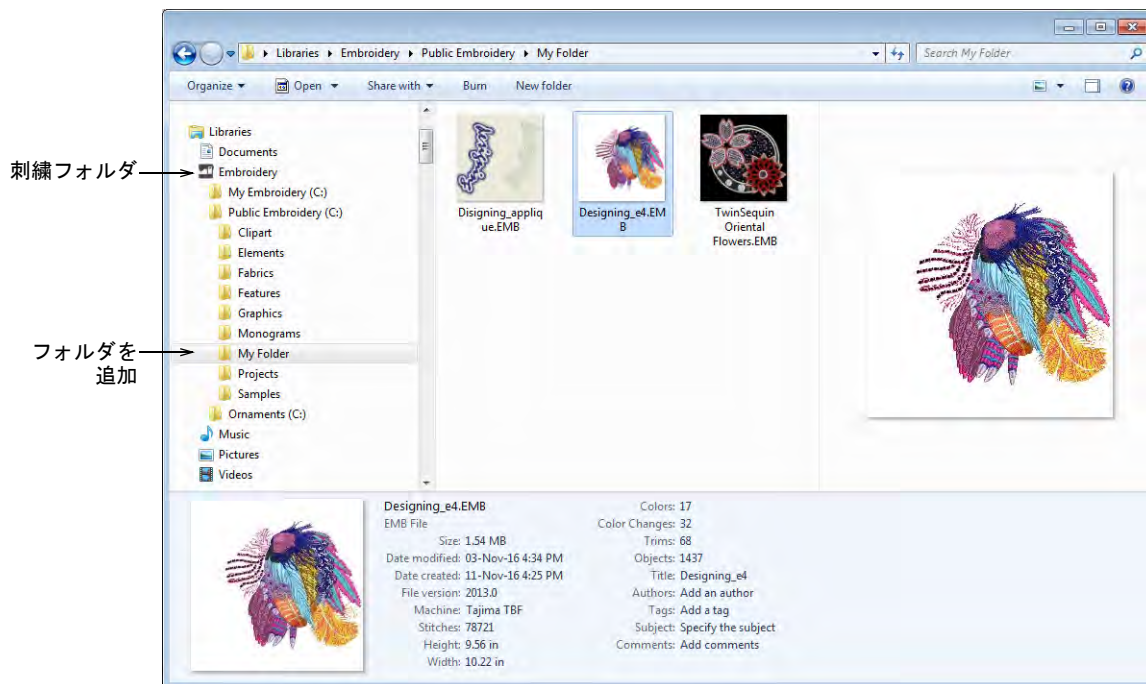 Libraries ▸ Embroidery ▸ Public Embroidery ▸ My Folder
Search My Folder
Organize ▼ Open ▼ Share with ▼ Burn New folder
刺繍フォルダ
フォルダを
追加
Libraries
Documents
Embroidery
My Embroidery (C:)
Public Embroidery (C:)
Clipart
Elements
Fabrics
Features
Graphics
Monograms
My Folder
Projects
Samples
Ornaments (C:)
Music
Pictures
Videos
Disigning_appliq
ue.EMB
Designing_e4.EM
B
TwinSequin
Oriental
Flowers.EMB
Designing_e4.EMB
EMB File
Size: 1.54 MB
Date modified: 03-Nov-16 4:34 PM
Date created: 11-Nov-16 4:25 PM
File version: 2013.0
Machine: Tajima TBF
Stitches: 78721
Height: 9.56 in
Width: 10.22 in
Colors: 17
Color Changes: 32
Trims: 68
Objects: 1437
Title: Designing_e4
Authors: Add an author
Tags: Add a tag
Subject: Specify the subject
Comments: Add comments